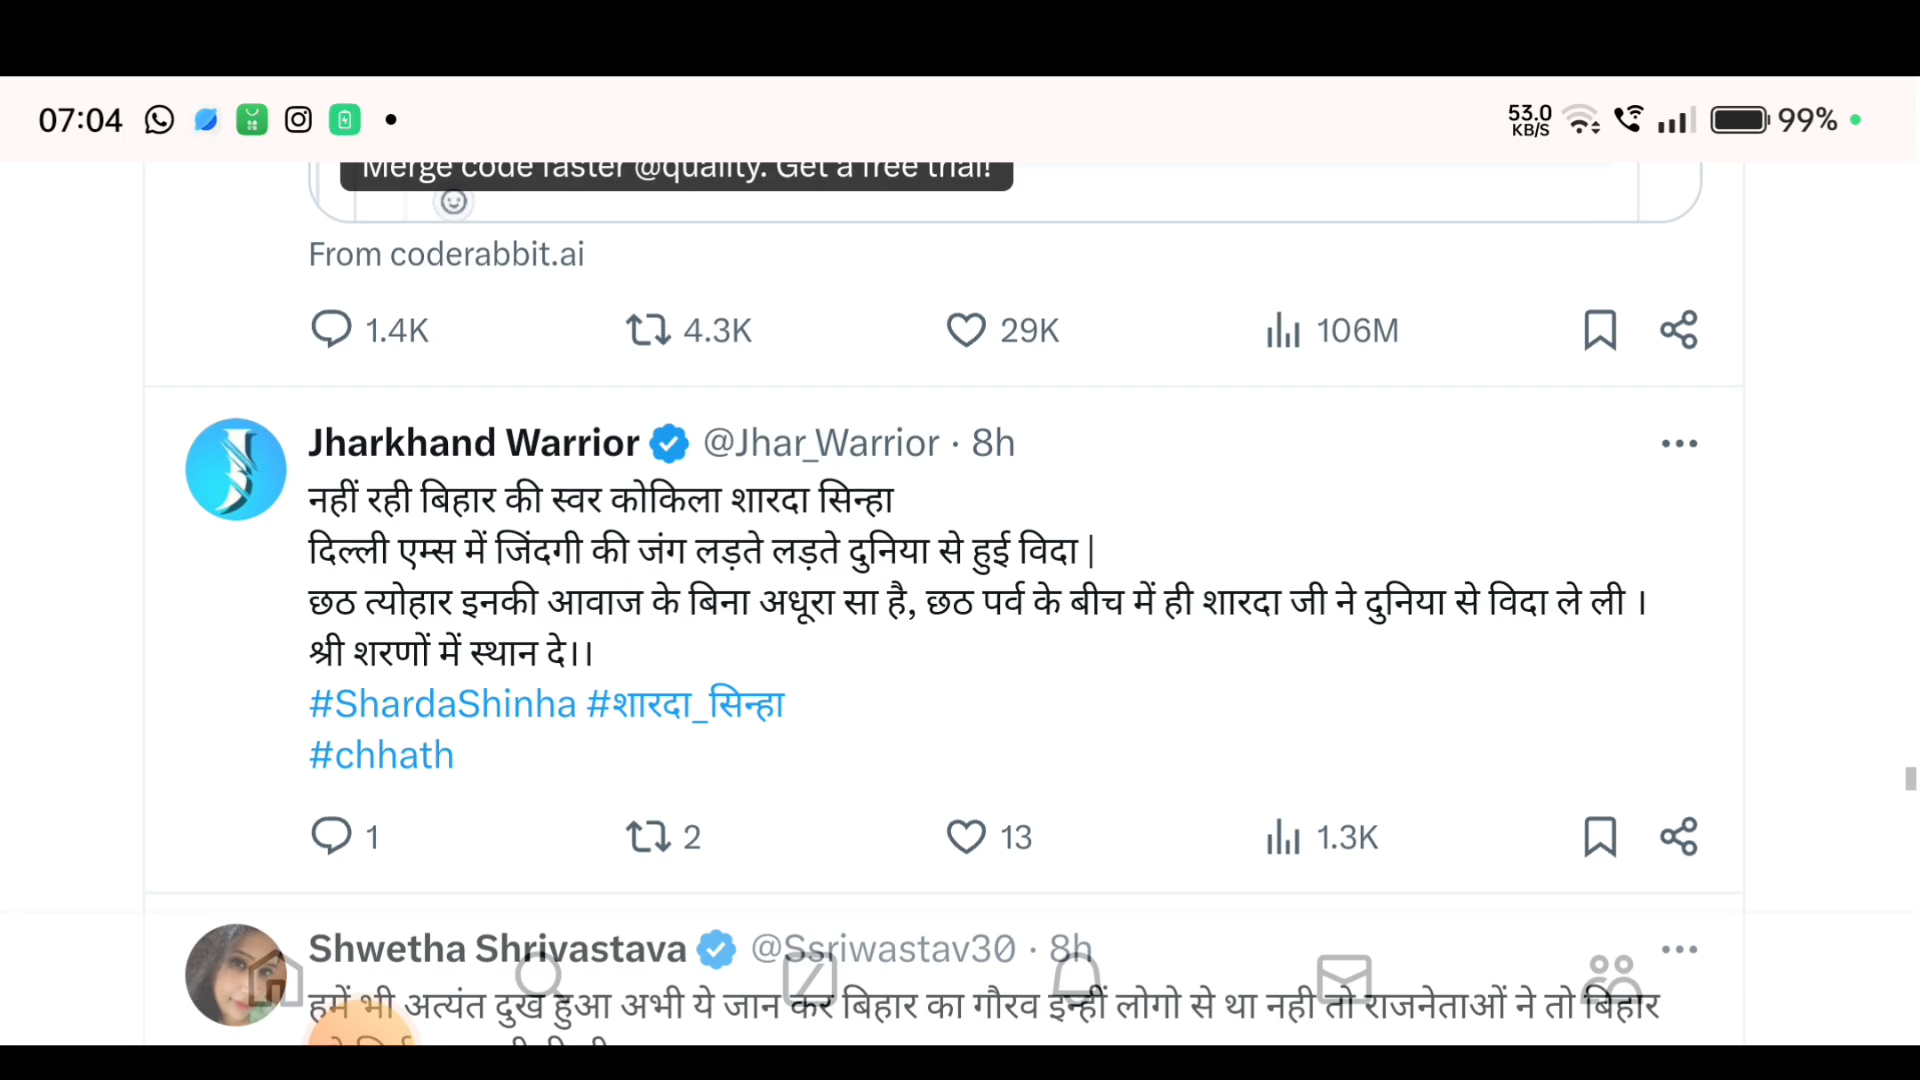 07:04
53.0
KB/S
99%
Merge code faster @quality. Get a free trial!
From coderabbit.ai
1.4K 4.3K 29K 106M
Jharkhand Warrior @Jhar_Warrior · 8h
नहीं रही बिहार की स्वर कोकिला शारदा सिन्हा
दिल्ली एम्स में जिंदगी की जंग लड़ते लड़ते दुनिया से हुई विदा |
छठ त्योहार इनकी आवाज के बिना अधूरा सा है, छठ पर्व के बीच में ही शारदा जी ने दुनिया से विदा ले ली ।
श्री शरणों में स्थान दे।।
#ShardaShinha #शारदा_सिन्हा
#chhath
1 2 13 1.3K
Shwetha Shrivastava @Ssriwastav30 · 8h
हमें भी अत्यंत दुख हुआ अभी ये जान कर बिहार का गौरव इन्हीं लोगो से था नही तो राजनेताओं ने तो बिहार